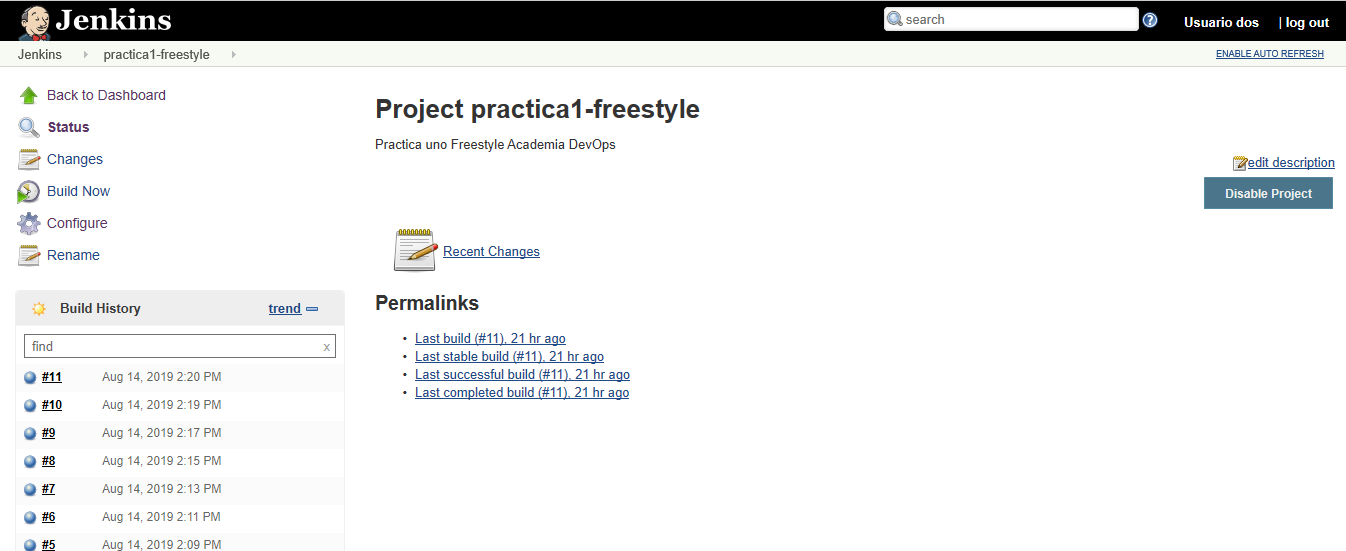 Jenkins
search
Usuario dos
| log out
Jenkins
practica1-freestyle
ENABLE AUTO REFRESH
Back to Dashboard
Status
Changes
Build Now
Configure
Rename
Build History
trend
find
x
#11 Aug 14, 2019 2:20 PM
#10 Aug 14, 2019 2:19 PM
#9 Aug 14, 2019 2:17 PM
#8 Aug 14, 2019 2:15 PM
#7 Aug 14, 2019 2:13 PM
#6 Aug 14, 2019 2:11 PM
#5 Aug 14, 2019 2:09 PM
Project practica1-freestyle
Practica uno Freestyle Academia DevOps
edit description
Disable Project
Recent Changes
Permalinks
• Last build (#11), 21 hr ago
• Last stable build (#11), 21 hr ago
• Last successful build (#11), 21 hr ago
• Last completed build (#11), 21 hr ago